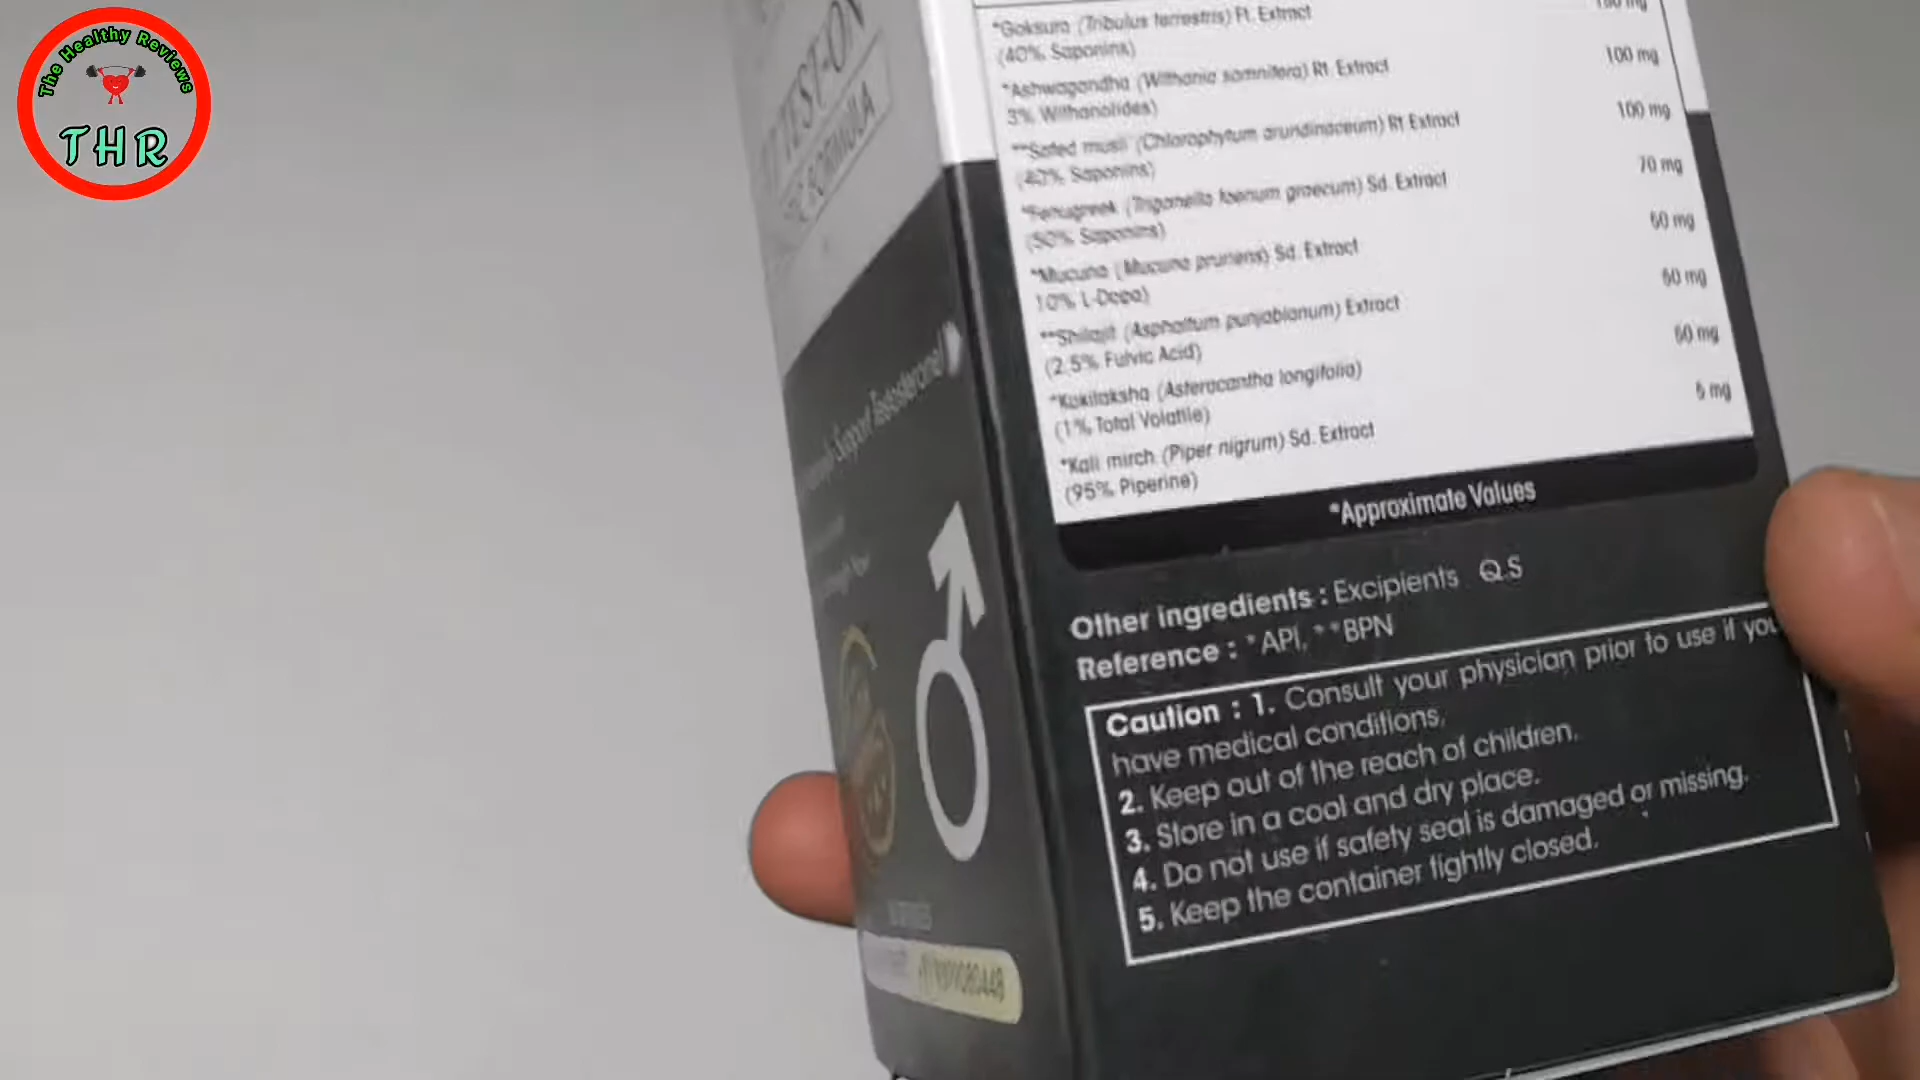 The Healthy Reviews
THR
TEST-ON
FORMULA
Support Testosterone
*Goksura (Tribulus terrestris) Ft. Extract
(40% Saponins)
*Ashwagandha (Withania somnifera) Rt. Extract 100 mg
3% Withanolides)
**Safed musli (Chlorophytum arundinaceum) Rt Extract 100 mg
(40% Saponins)
*Fenugreek (Trigonella foenum graecum) Sd. Extract 70 mg
(50% Saponins)
*Mucuna (Mucuna pruriens) Sd. Extract 60 mg
10% L-Dopa)
**Shilajit (Asphaltum punjabianum) Extract 60 mg
(2.5% Fulvic Acid)
*Kokilaksha (Asteracantha longifolia) 60 mg
(1% Total Volatile)
*Kali mirch (Piper nigrum) Sd. Extract 5 mg
(95% Piperine)
*Approximate Values
Other ingredients : Excipients Q.S
Reference : *API, **BPN
Caution : 1. Consult your physician prior to use if you
have medical conditions.
2. Keep out of the reach of children.
3. Store in a cool and dry place.
4. Do not use if safety seal is damaged or missing.
5. Keep the container tightly closed.